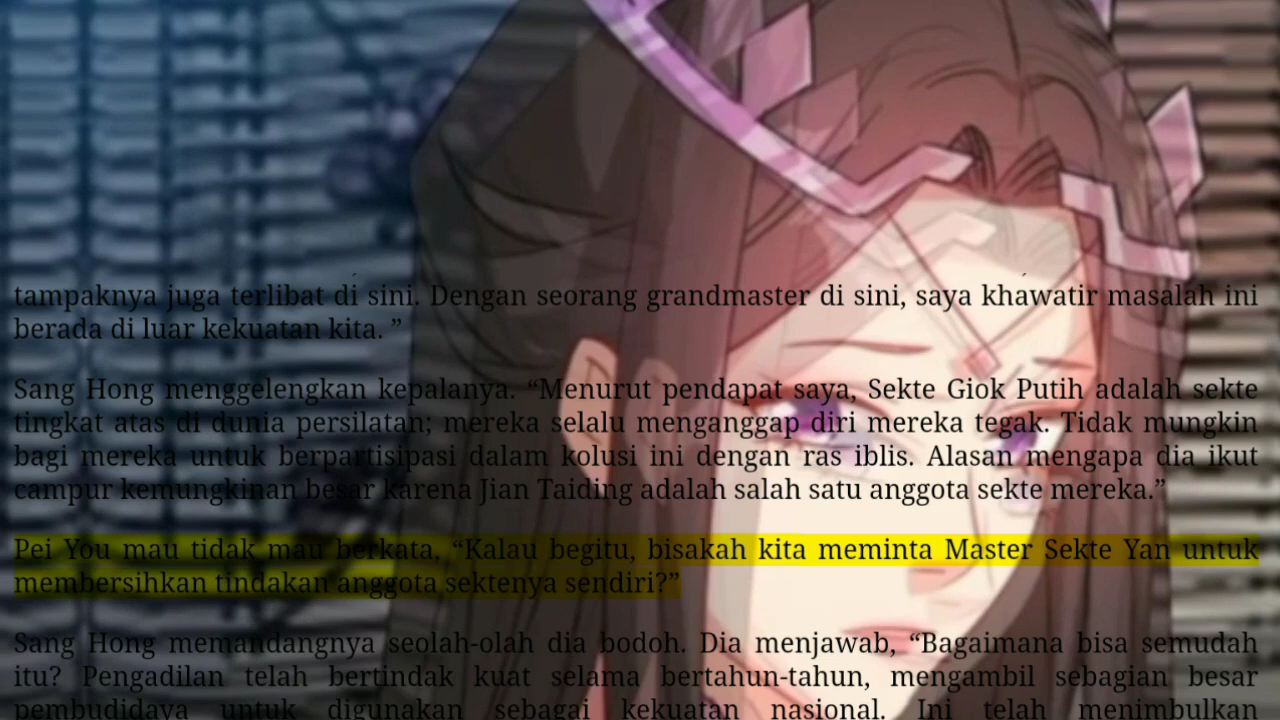 tampaknya juga terlibat di sini. Dengan seorang grandmaster di sini, saya khawatir masalah ini
berada di luar kekuatan kita. ”
Sang Hong menggelengkan kepalanya. “Menurut pendapat saya, Sekte Giok Putih adalah sekte
tingkat atas di dunia persilatan; mereka selalu menganggap diri mereka tegak. Tidak mungkin
bagi mereka untuk berpartisipasi dalam kolusi ini dengan ras iblis. Alasan mengapa dia ikut
campur kemungkinan besar karena Jian Taiding adalah salah satu anggota sekte mereka.”
Pei You mau tidak mau berkata, “Kalau begitu, bisakah kita meminta Master Sekte Yan untuk
membersihkan tindakan anggota sektenya sendiri?”
Sang Hong memandangnya seolah-olah dia bodoh. Dia menjawab, “Bagaimana bisa semudah
itu? Pengadilan telah bertindak kuat selama bertahun-tahun, mengambil sebagian besar
pembudidaya untuk digunakan sebagai kekuatan nasional. Ini telah menimbulkan